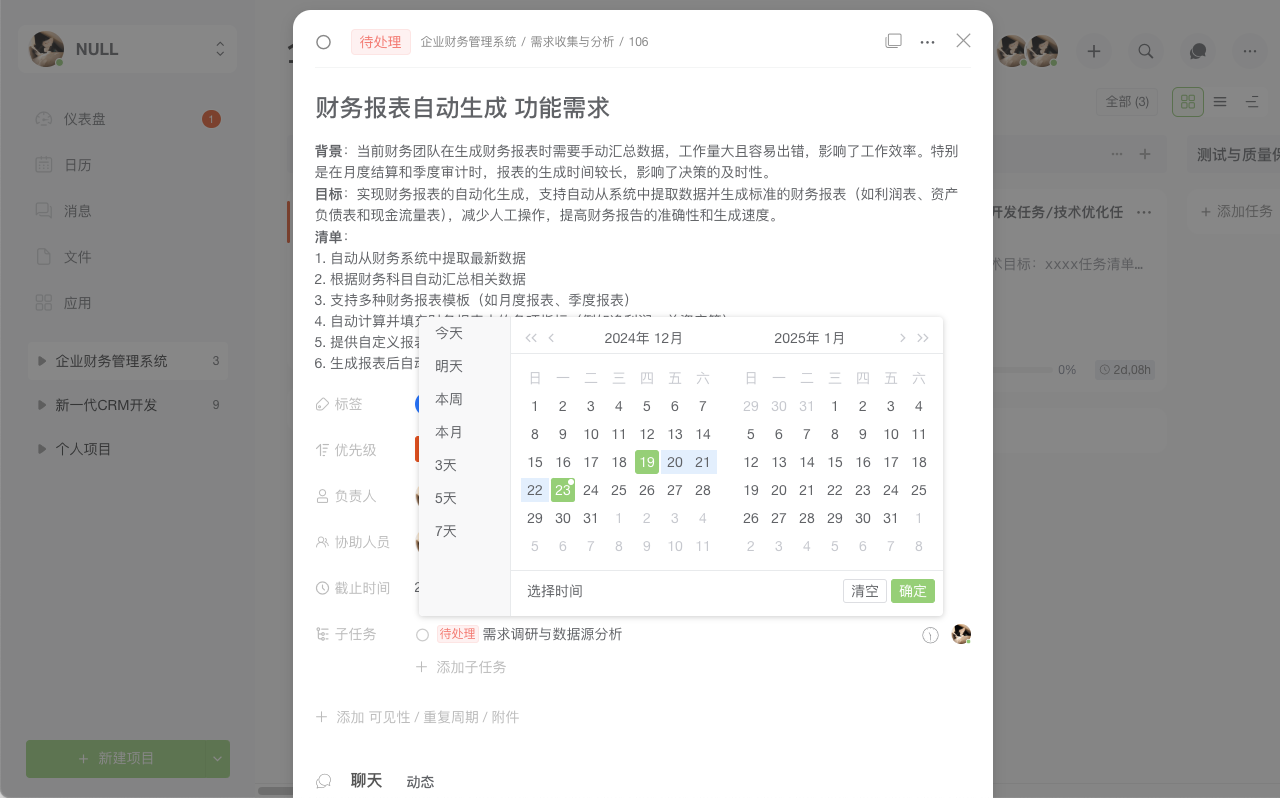 NULL
仪表盘
1
日历
消息
文件
应用
企业财务管理系统 3
新一代CRM开发 9
个人项目
新建项目
待处理 企业财务管理系统 / 需求收集与分析 / 106
财务报表自动生成 功能需求
背景：当前财务团队在生成财务报表时需要手动汇总数据，工作量大且容易出错，影响了工作效率。特别
是在月度结算和季度审计时，报表的生成时间较长，影响了决策的及时性。
目标：实现财务报表的自动化生成，支持自动从系统中提取数据并生成标准的财务报表（如利润表、资产
负债表和现金流量表），减少人工操作，提高财务报告的准确性和生成速度。
清单：
1. 自动从财务系统中提取最新数据
2. 根据财务科目自动汇总相关数据
3. 支持多种财务报表模板（如月度报表、季度报表）
4. 自动计算并填
5. 提供自定义报
6. 生成报表后自
标签
优先级
负责人
协助人员
截止时间
子任务
待处理 需求调研与数据源分析
添加子任务
添加 可见性 / 重复周期 / 附件
聊天 动态
今天
明天
本周
本月
3天
5天
7天
2024年 12月
日 一 二 三 四 五 六
1 2 3 4 5 6 7
8 9 10 11 12 13 14
15 16 17 18 19 20 21
22 23 24 25 26 27 28
29 30 31 1 2 3 4
5 6 7 8 9 10 11
2025年 1月
日 一 二 三 四 五 六
29 30 31 1 2 3 4
5 6 7 8 9 10 11
12 13 14 15 16 17 18
19 20 21 22 23 24 25
26 27 28 29 30 31 1
2 3 4 5 6 7 8
选择时间 清空 确定
全部 (3)
测试与质量保
开发任务/技术优化任
添加任务
术目标：xxxx任务清单...
0% 2d,08h